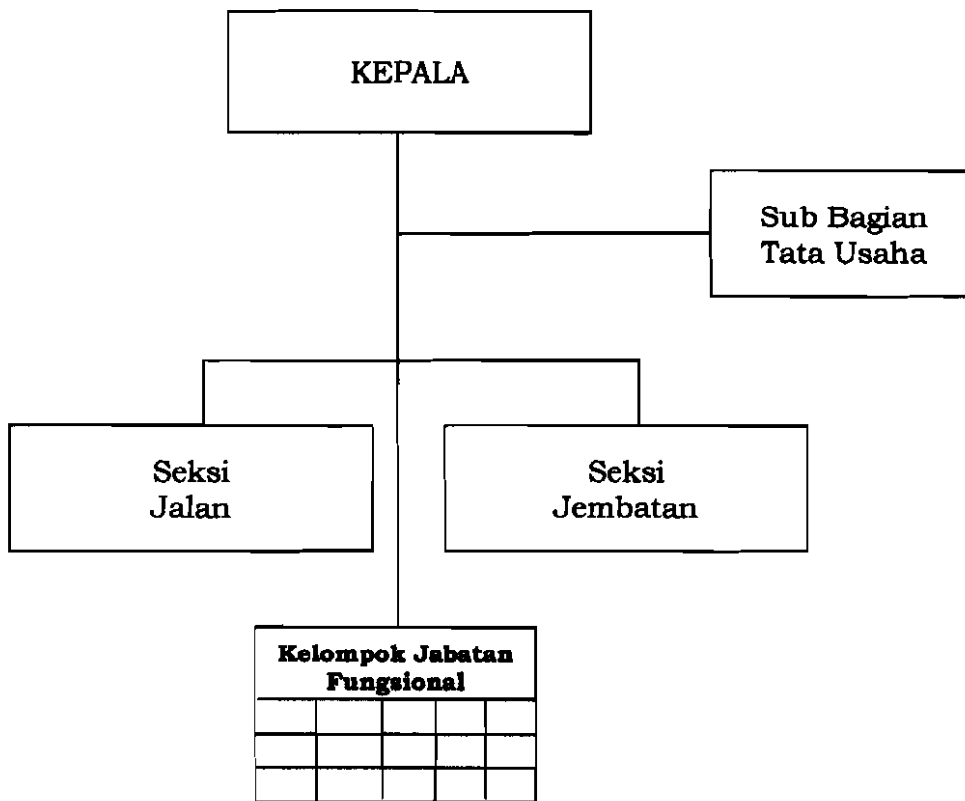 KEPALA
Sub Bagian
Tata Usaha
Seksi
Jalan
Seksi
Jembatan
Kelompok Jabatan
Fungsional